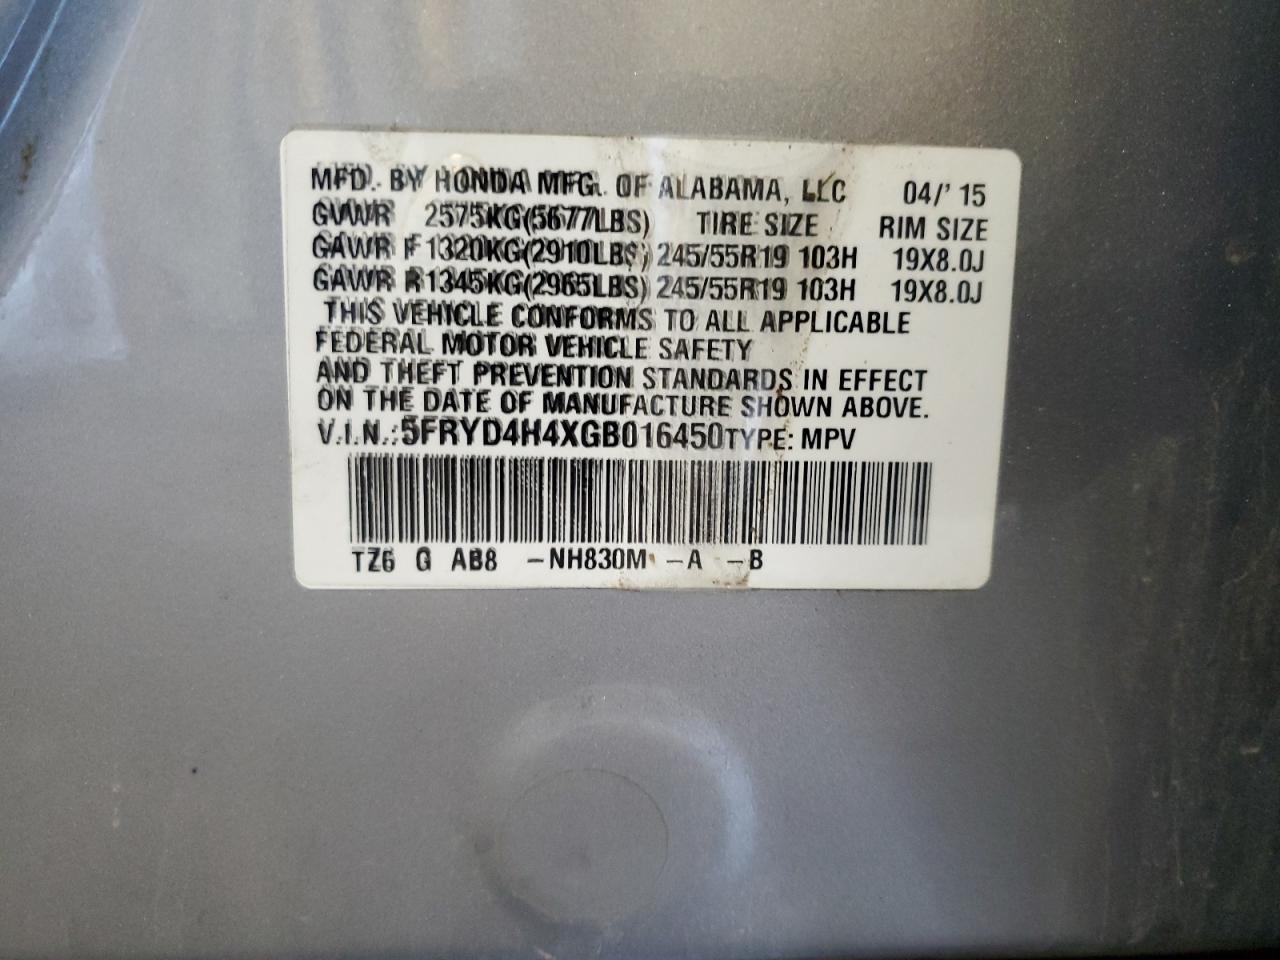 MFD. BY HONDA MFG. OF ALABAMA, LLC 04/' 15
GVWR 2575KG(5677LBS) TIRE SIZE RIM SIZE
GAWR F 1320KG(2910LBS) 245/55R19 103H 19X8.0J
GAWR R 1345KG(2965LBS) 245/55R19 103H 19X8.0J
THIS VEHICLE CONFORMS TO ALL APPLICABLE
FEDERAL MOTOR VEHICLE SAFETY
AND THEFT PREVENTION STANDARDS IN EFFECT
ON THE DATE OF MANUFACTURE SHOWN ABOVE.
V.I.N.: 5FRYD4H4XGB016450 TYPE: MPV
TZ6 G AB8 -NH830M -A -B